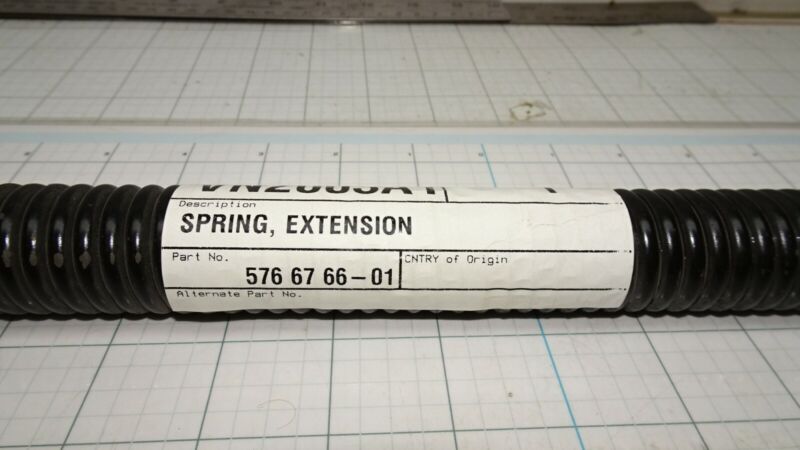 Description
SPRING, EXTENSION
Part No.
576 67 66-01
CNTRY of Origin
Alternate Part No.